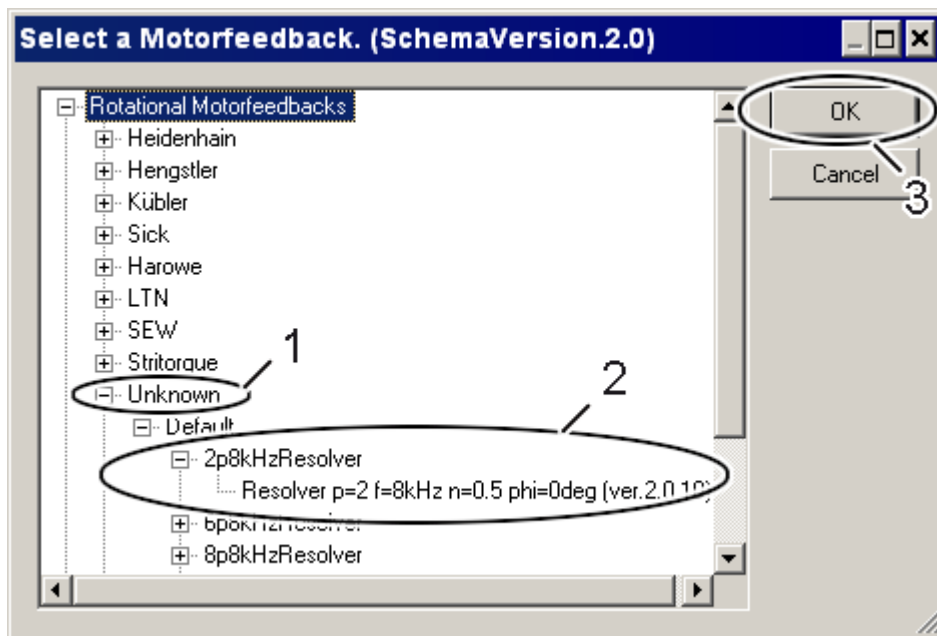 Select a Motorfeedback. (SchemaVersion.2.0)
Rotational Motorfeedbacks
OK
Heidenhain
Hengstler
Cancel
Kübler
3
Sick
Harowe
LTN
SEW
1
Stritorque
Unknown
2
Default
2p8kHzResolver
Resolver p=2 f=8kHz n=0.5 phi=0deg (ver.2.0.10)
6p8kHzResolver
8p8kHzResolver